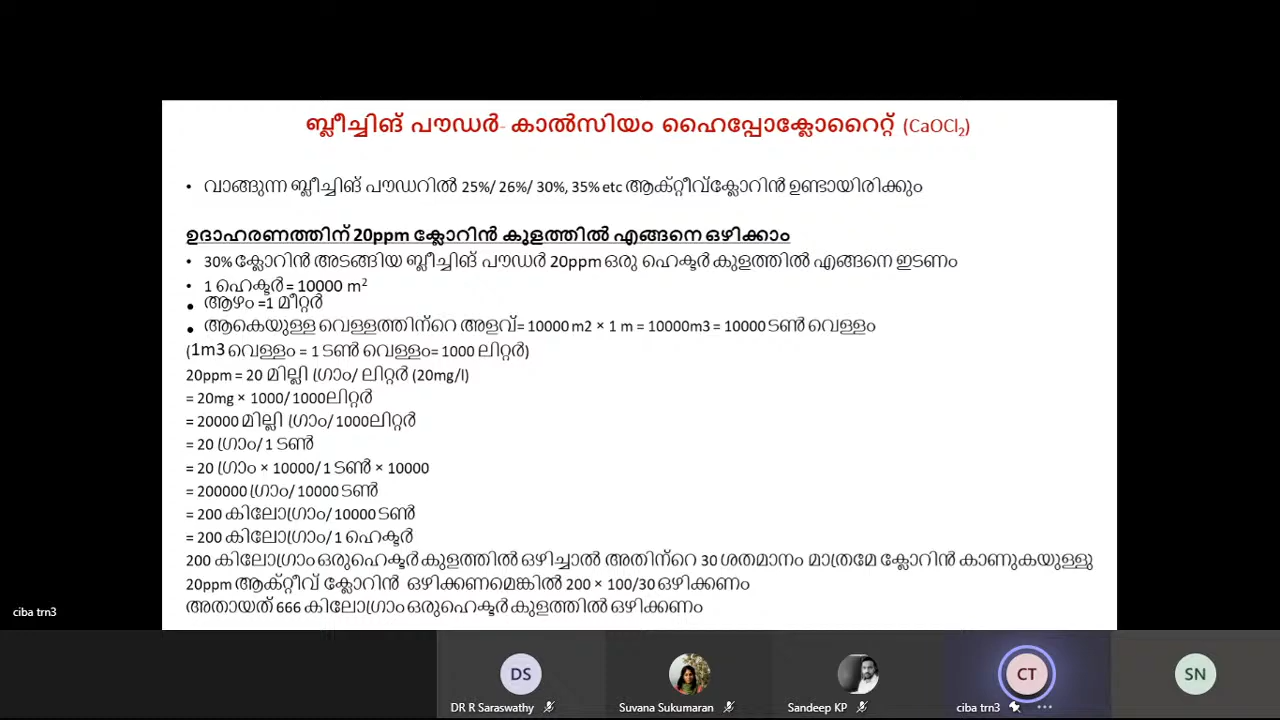 ബ്ലീച്ചിങ് പൗഡർ- കാൽസിയം ഹൈപ്പോക്ലോറൈറ്റ് (CaOCl₂)
• വാങ്ങുന്ന ബ്ലീച്ചിങ് പൗഡറിൽ 25%/ 26%/ 30%, 35% etc ആക്റ്റീവ്ക്ലോറിൻ ഉണ്ടായിരിക്കും
ഉദാഹരണത്തിന് 20ppm ക്ലോറിൻ കുളത്തിൽ എങ്ങനെ ഒഴിക്കാം
• 30% ക്ലോറിൻ അടങ്ങിയ ബ്ലീച്ചിങ് പൗഡർ 20ppm ഒരു ഹെക്ടർ കുളത്തിൽ എങ്ങനെ ഇടണം
• 1 ഹെക്ടർ = 10000 m²
• ആഴം =1 മീറ്റർ
• ആകെയുള്ള വെള്ളത്തിന്റെ അളവ്= 10000 m2 × 1 m = 10000m3 = 10000 ടൺ വെള്ളം
(1m3 വെള്ളം = 1 ടൺ വെള്ളം= 1000 ലിറ്റർ)
20ppm = 20 മില്ലി ഗ്രാം/ ലിറ്റർ (20mg/l)
= 20mg × 1000/ 1000ലിറ്റർ
= 20000 മില്ലി ഗ്രാം/ 1000ലിറ്റർ
= 20 ഗ്രാം/ 1 ടൺ
= 20 ഗ്രാം × 10000/ 1 ടൺ × 10000
= 200000 ഗ്രാം/ 10000 ടൺ
= 200 കിലോഗ്രാം/ 10000 ടൺ
= 200 കിലോഗ്രാം/ 1 ഹെക്ടർ
200 കിലോഗ്രാം ഒരുഹെക്ടർ കുളത്തിൽ ഒഴിച്ചാൽ അതിന്റെ 30 ശതമാനം മാത്രമേ ക്ലോറിൻ കാണുകയുള്ളു
20ppm ആക്റ്റീവ് ക്ലോറിൻ ഒഴിക്കണമെങ്കിൽ 200 × 100/30 ഒഴിക്കണം
അതായത് 666 കിലോഗ്രാം ഒരുഹെക്ടർ കുളത്തിൽ ഒഴിക്കണം
ciba trn3
DS
CT
SN
DR R Saraswathy
Suvana Sukumaran
Sandeep KP
ciba trn3